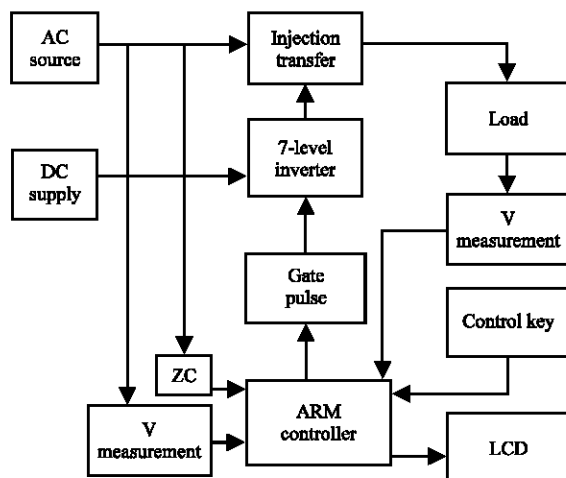 AC
source
Injection
transfer
Load
7-level
inverter
DC
supply
V
measurement
Gate
pulse
Control key
ZC
ARM
controller
V
measurement
LCD